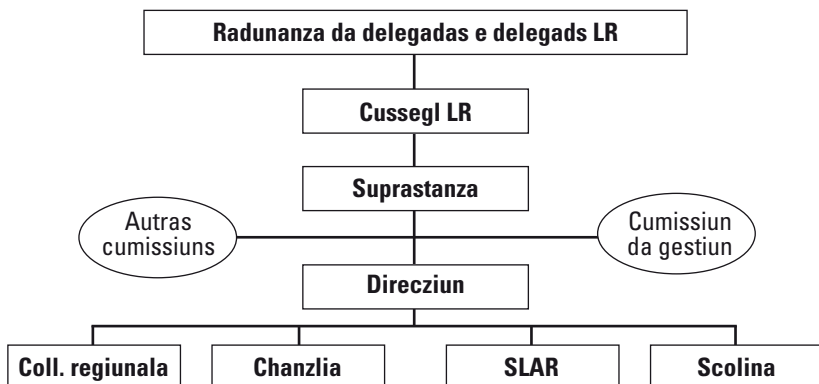 Radunanza da delegadas e delegads LR
Cussegl LR
Suprastanza
Autras
cumissiuns
Cumissiun
da gestiun
Direcziun
Coll. regiunala
Chanzlia
SLAR
Scolina